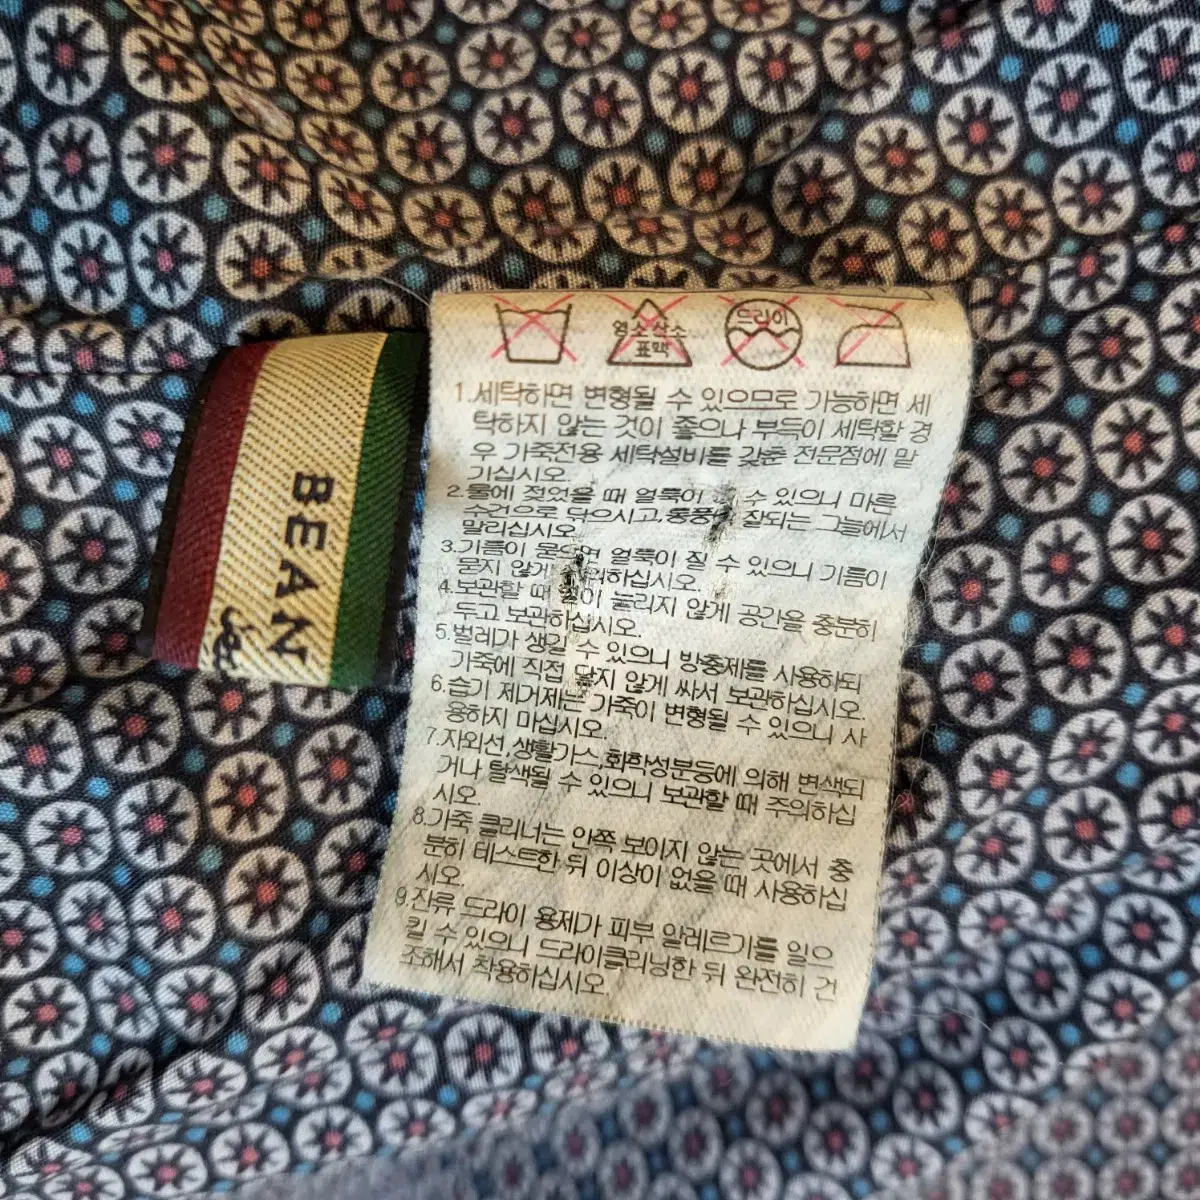 염소산소
표백
드라이
1.세탁하면 변형될 수 있으므로 가능하면 세
탁하지 않는 것이 좋으나 부득이 세탁할 경
우 가죽전용 세탁설비를 갖춘 전문점에 맡
기십시오.
2.물에 젖었을 때 얼룩이 수 있으니 마른
수건으로 닦으시고, 통풍이 잘되는 그늘에서
말리십시오.
3.기름이 묻으면 얼룩이 질 수 있으니 기름이
묻지 않게 하십시오.
4.보관할 때 눌리지 않게 공간을 충분히
두고 보관하십시오.
5.벌레가 생길 수 있으니 방충제를 사용하되
가죽에 직접 닿지 않게 싸서 보관하십시오.
6.습기 제거제는 가죽이 변형될 수 있으니 사
용하지 마십시오.
7.자외선,생활가스,화학성분등에 의해 변색되
거나 탈색될 수 있으니 보관할 때 주의하십
시오.
8.가죽 클리너는 안쪽 보이지 않는 곳에서 충
분히 테스트한 뒤 이상이 없을 때 사용하십
시오.
9.잔류 드라이 용제가 피부 알레르기를 일으
킬 수 있으니 드라이클리닝한 뒤 완전히 건
조해서 착용하십시오.
BEAN